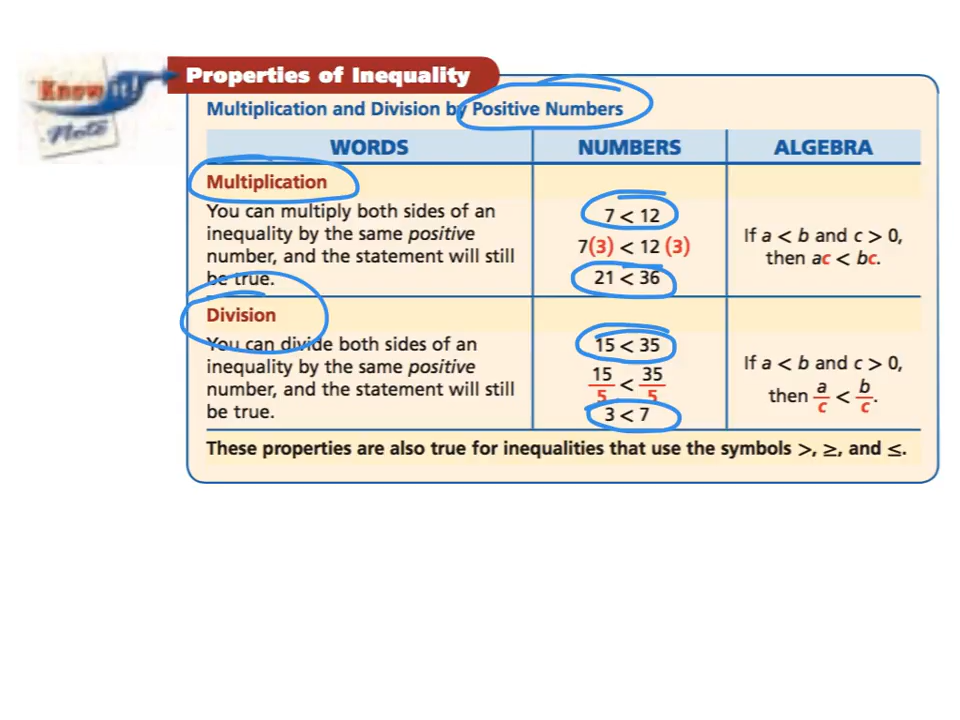 Know it!
Note
Properties of Inequality
Multiplication and Division by Positive Numbers
WORDS NUMBERS ALGEBRA
Multiplication
You can multiply both sides of an
inequality by the same positive
number, and the statement will still
be true.
7 < 12
7(3) < 12 (3)
21 < 36
If a < b and c > 0,
then ac < bc.
Division
You can divide both sides of an
inequality by the same positive
number, and the statement will still
be true.
15 < 35
15/5 < 35/5
3 < 7
If a < b and c > 0,
then a/c < b/c.
These properties are also true for inequalities that use the symbols >, ≥, and ≤.